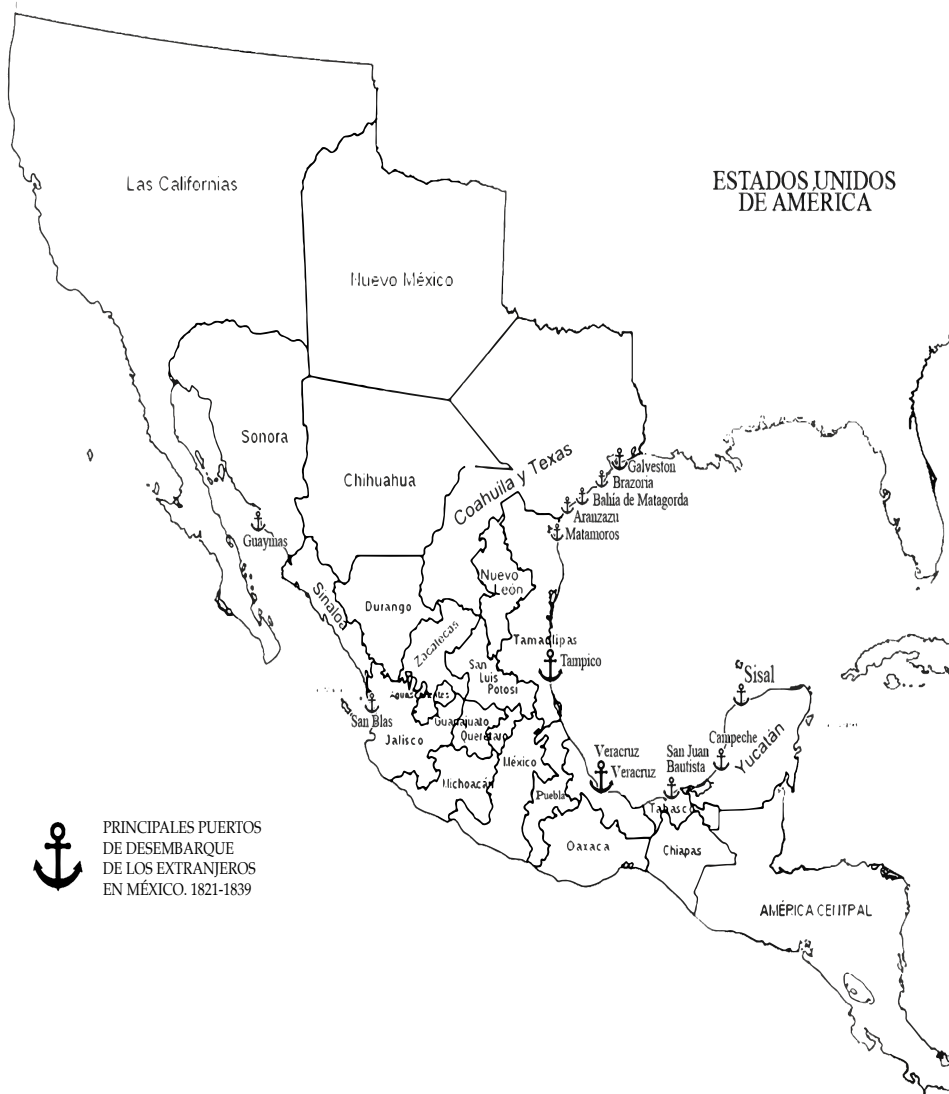 Las Californias
ESTADOS UNIDOS
DE AMÉRICA
Nuevo México
Sonora
Chihuahua
Coahuila y Texas
Galveston
Brazoria
Bahía de Matagorda
Aranzazu
Matamoros
Guaymas
Nuevo
León
Sinaloa
Durango
Zacatecas
Tamaulipas
Tampico
San
Luis
Potosí
Sisal
Aguascalientes
San Blas
Guanajuato
Querétaro
Jalisco
México
Michoacán
Puebla
Veracruz
Veracruz
San Juan
Bautista
Campeche
Yucatán
Tabasco
Oaxaca
Chiapas
PRINCIPALES PUERTOS
DE DESEMBARQUE
DE LOS EXTRANJEROS
EN MÉXICO. 1821-1839
AMÉRICA CENTRAL